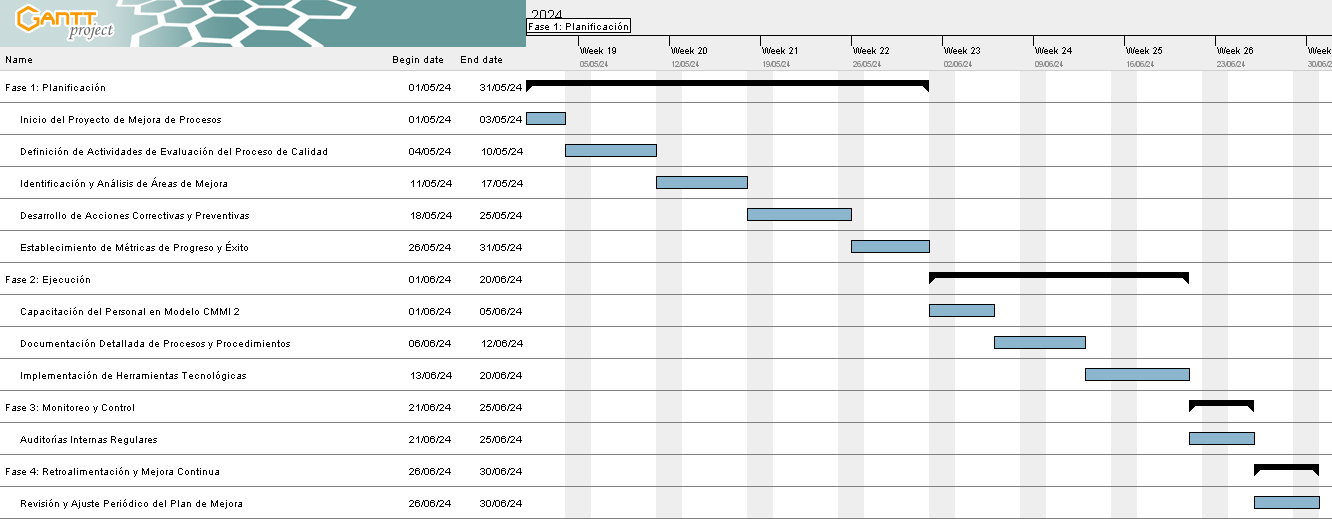 GANTT
project
2024
Fase 1: Planificación
Week 19
Week 20
Week 21
Week 22
Week 23
Week 24
Week 25
Week 26
Week
Name
Begin date
End date
05/05/24
12/05/24
19/05/24
26/05/24
02/06/24
09/06/24
16/06/24
23/06/24
30/06/2
Fase 1: Planificación 01/05/24 31/05/24
Inicio del Proyecto de Mejora de Procesos 01/05/24 03/05/24
Definición de Actividades de Evaluación del Proceso de Calidad 04/05/24 10/05/24
Identificación y Análisis de Áreas de Mejora 11/05/24 17/05/24
Desarrollo de Acciones Correctivas y Preventivas 18/05/24 25/05/24
Establecimiento de Métricas de Progreso y Éxito 26/05/24 31/05/24
Fase 2: Ejecución 01/06/24 20/06/24
Capacitación del Personal en Modelo CMMI 2 01/06/24 05/06/24
Documentación Detallada de Procesos y Procedimientos 06/06/24 12/06/24
Implementación de Herramientas Tecnológicas 13/06/24 20/06/24
Fase 3: Monitoreo y Control 21/06/24 25/06/24
Auditorías Internas Regulares 21/06/24 25/06/24
Fase 4: Retroalimentación y Mejora Continua 26/06/24 30/06/24
Revisión y Ajuste Periódico del Plan de Mejora 26/06/24 30/06/24